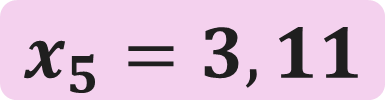 x₅ = 3,11